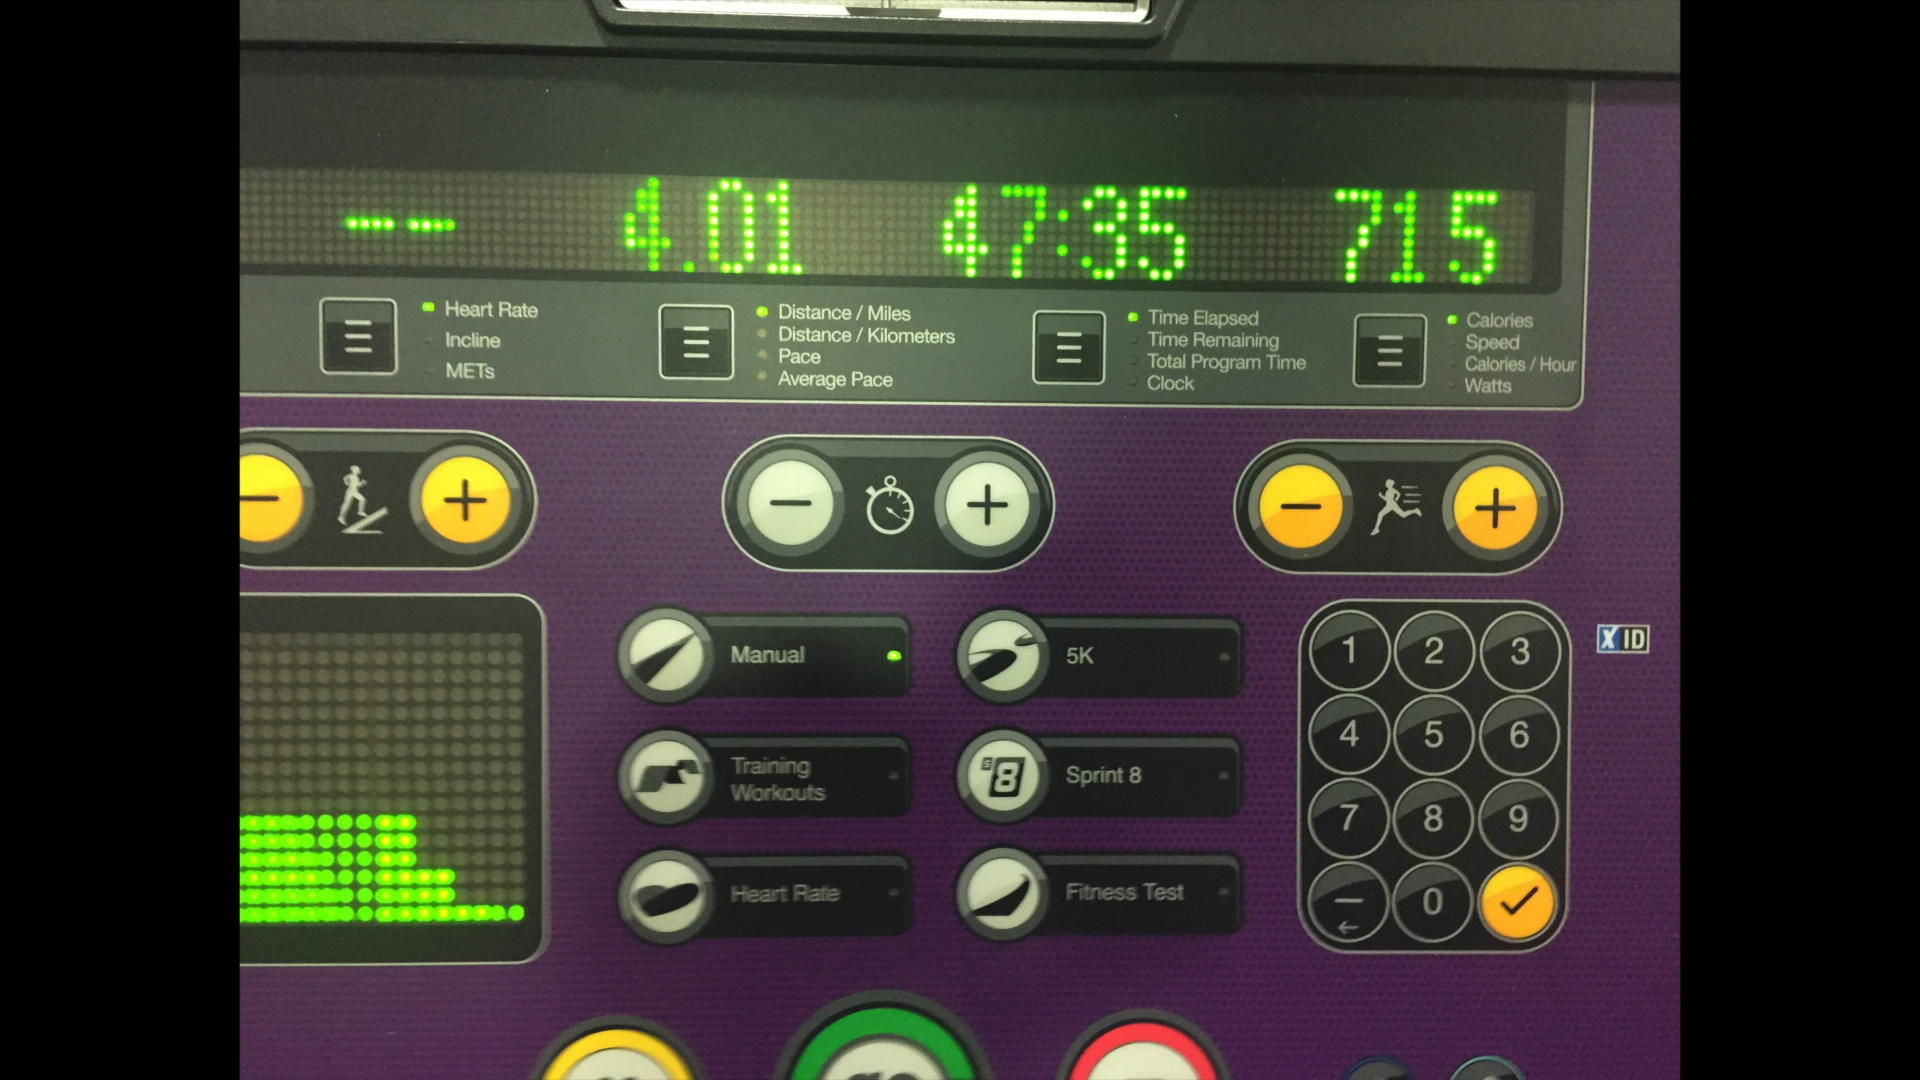 -- 4.01 47:35 715
Heart Rate
Incline
METs
Distance / Miles
Distance / Kilometers
Pace
Average Pace
Time Elapsed
Time Remaining
Total Program Time
Clock
Calories
Speed
Calories / Hour
Watts
Manual
5K
Training
Workouts
S8 Sprint 8
Heart Rate
Fitness Test
1 2 3
4 5 6
7 8 9
0
X ID